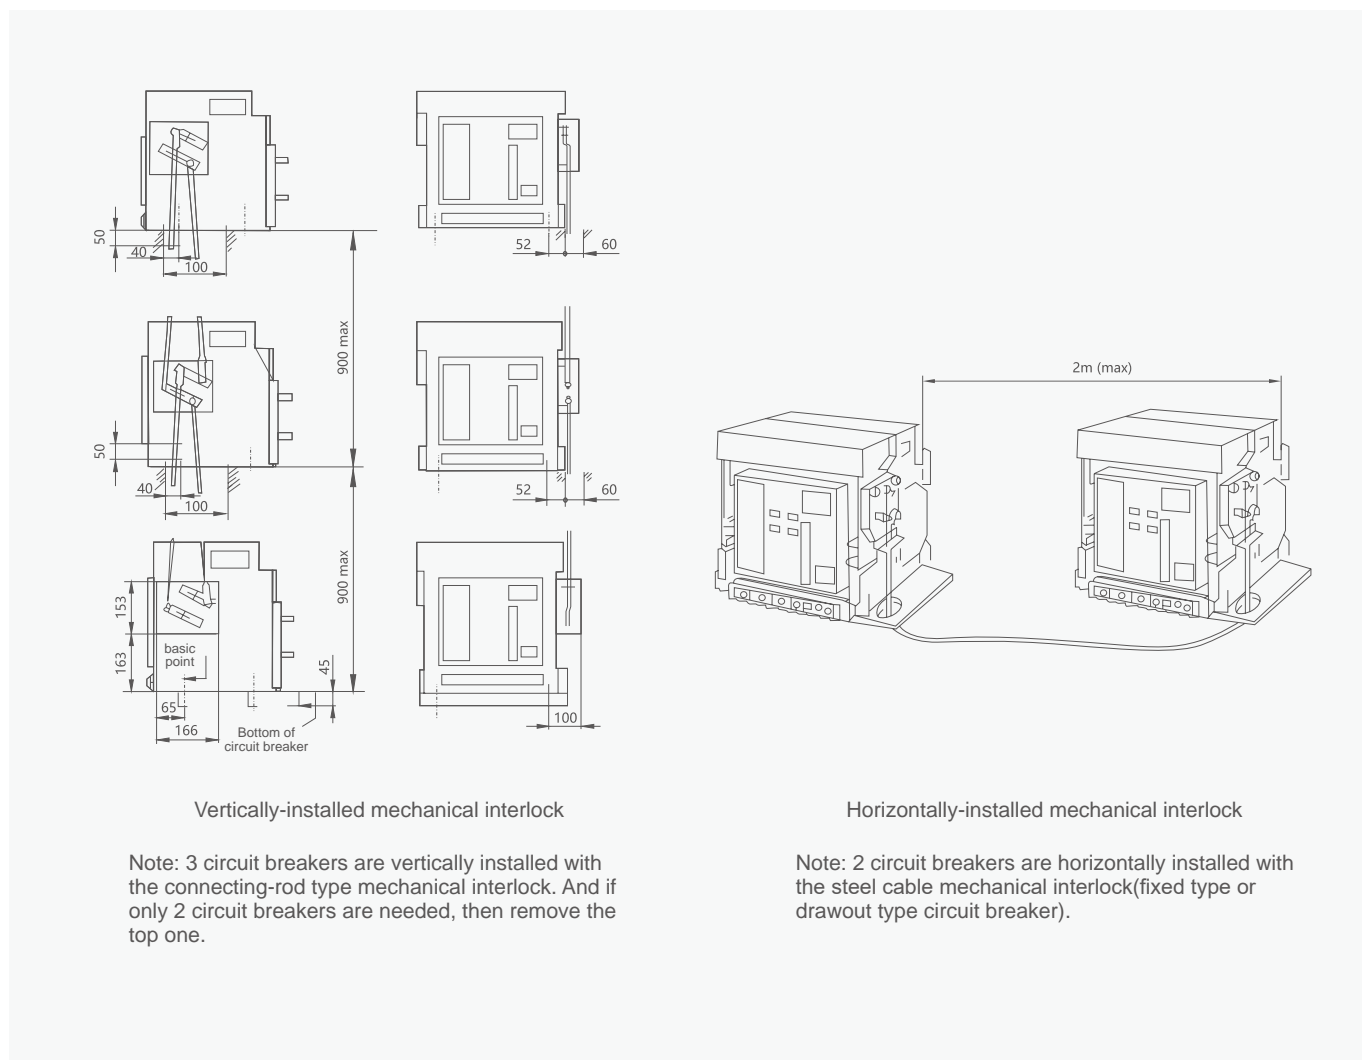 50
40
100
52
60
900 max
50
40
100
52
60
2m (max)
900 max
153
163
basic
point
45
65
166
Bottom of
circuit breaker
100
Vertically-installed mechanical interlock
Note: 3 circuit breakers are vertically installed with
the connecting-rod type mechanical interlock. And if
only 2 circuit breakers are needed, then remove the
top one.
Horizontally-installed mechanical interlock
Note: 2 circuit breakers are horizontally installed with
the steel cable mechanical interlock(fixed type or
drawout type circuit breaker).